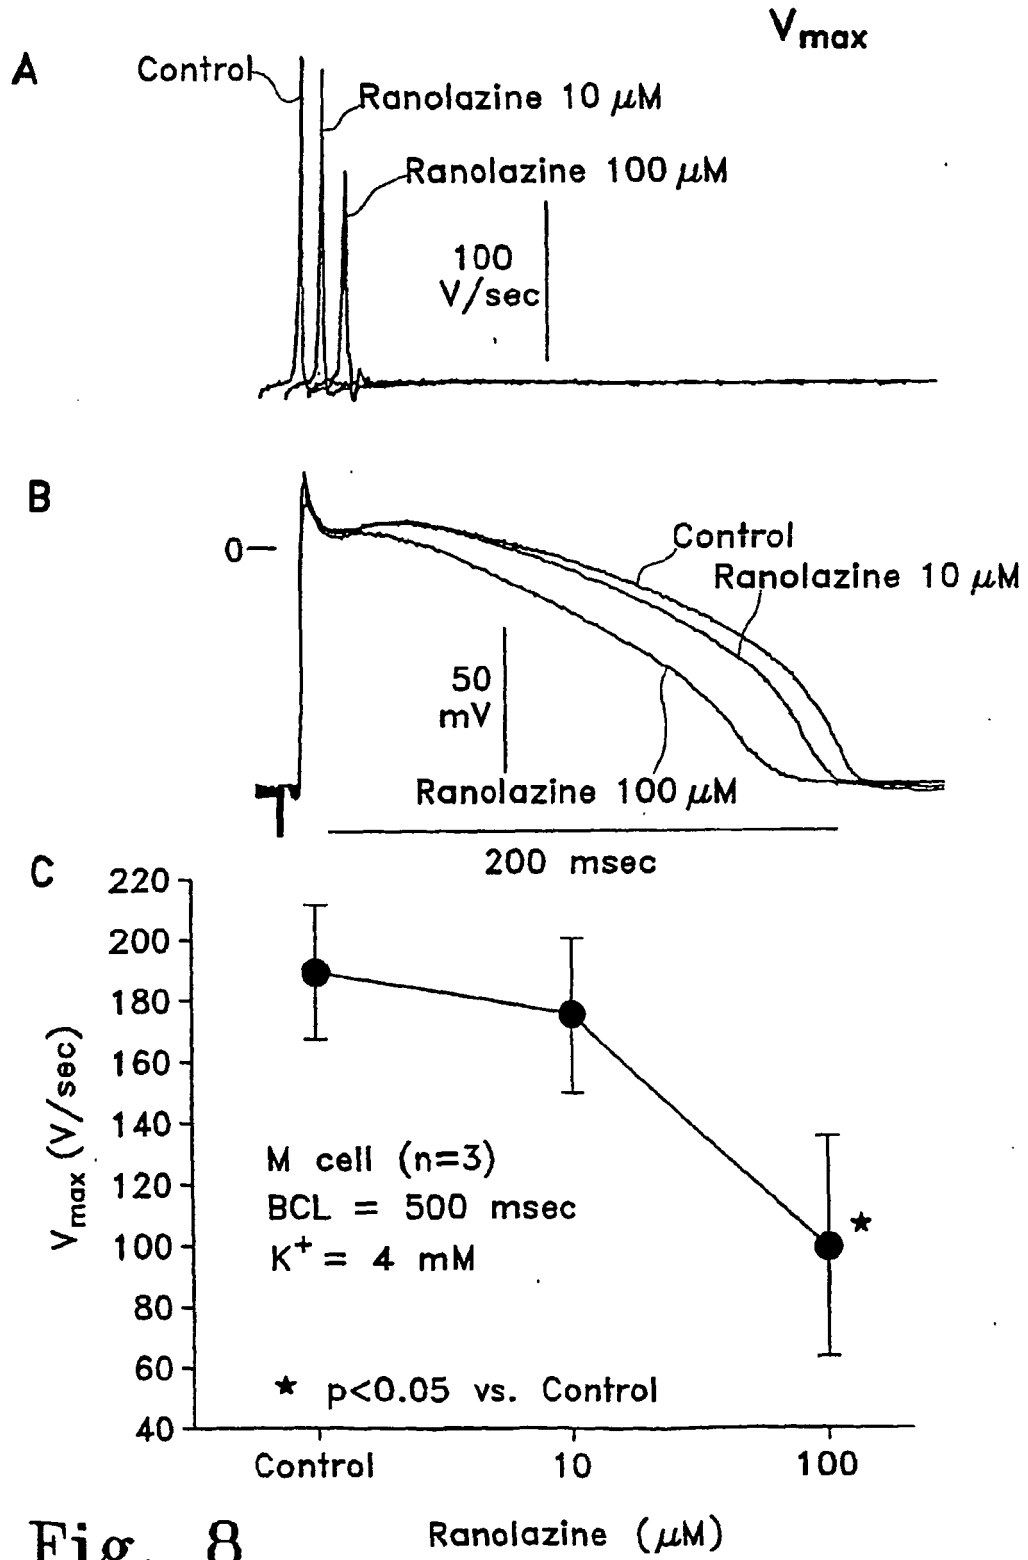 V max
A
Control
Ranolazine 10 μM
Ranolazine 100 μM
100
V/sec
B
0
Control
Ranolazine 10 μM
50
mV
Ranolazine 100 μM
200 msec
C
220
200
180
160
140
120
100
80
60
40
Vmax (V/sec)
M cell (n=3)
BCL = 500 msec
K+ = 4 mM
★
★ p<0.05 vs. Control
Control 10 100
Ranolazine (μM)
Fig. 8